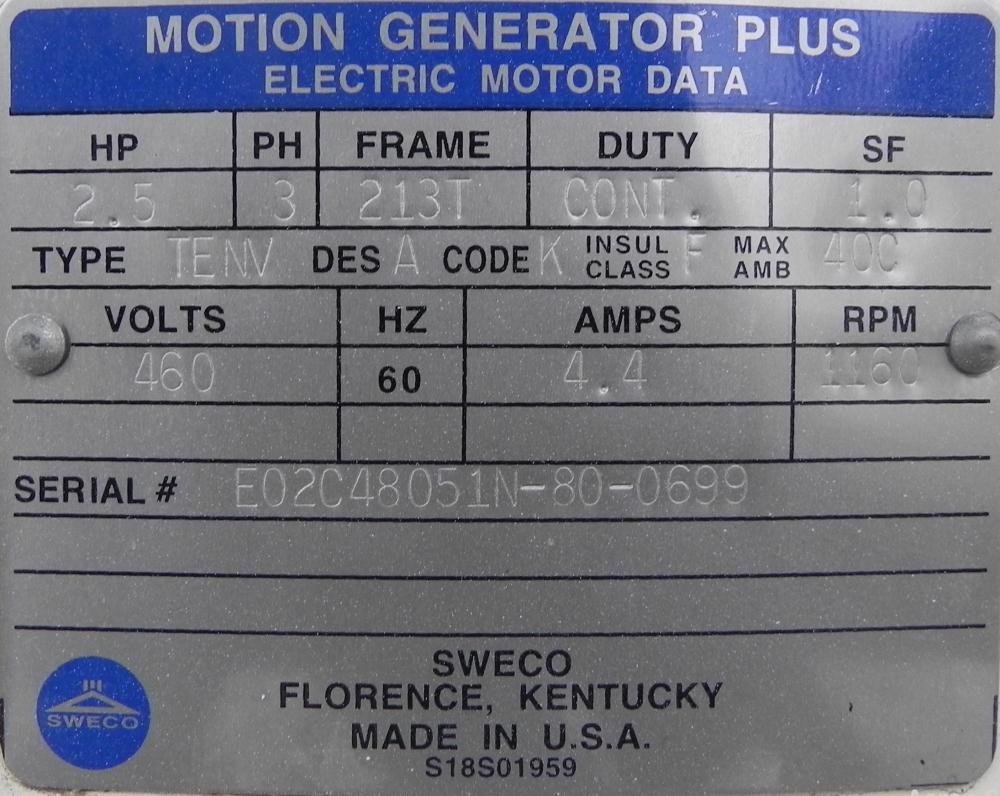 MOTION GENERATOR PLUS
ELECTRIC MOTOR DATA
HP PH FRAME DUTY SF
2.5 3 213T CONT. 1.0
TYPE TENV DES A CODE K INSUL CLASS F MAX AMB 40C
VOLTS HZ AMPS RPM
460 60 4.4 1160
SERIAL # E02C48051N-80-0699
SWECO
SWECO
FLORENCE, KENTUCKY
MADE IN U.S.A.
S18S01959